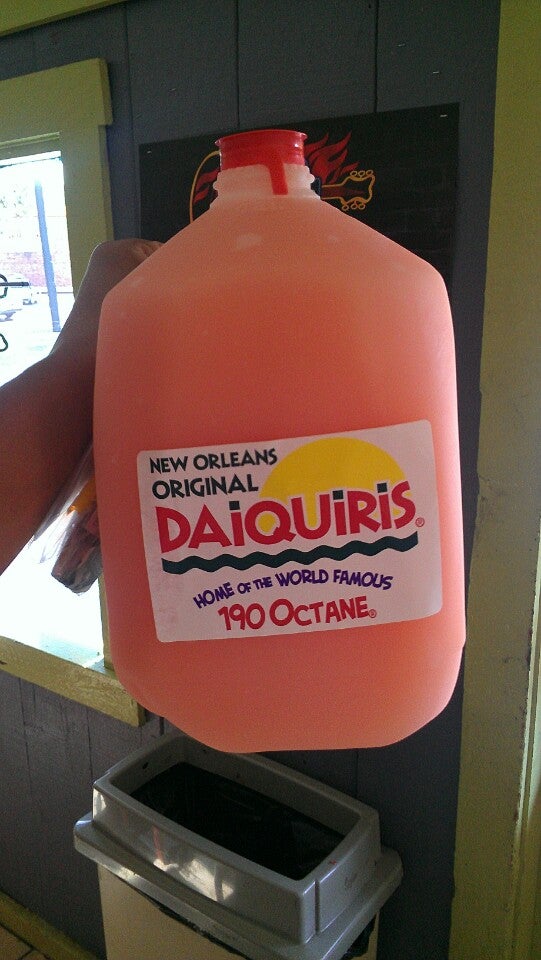 NEW ORLEANS
ORIGINAL
DAiQUiRiS®
HOME OF THE WORLD FAMOUS
190 OCTANE®